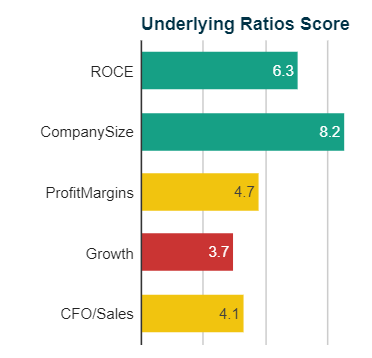 Underlying Ratios Score
ROCE 6.3
CompanySize 8.2
ProfitMargins 4.7
Growth 3.7
CFO/Sales 4.1